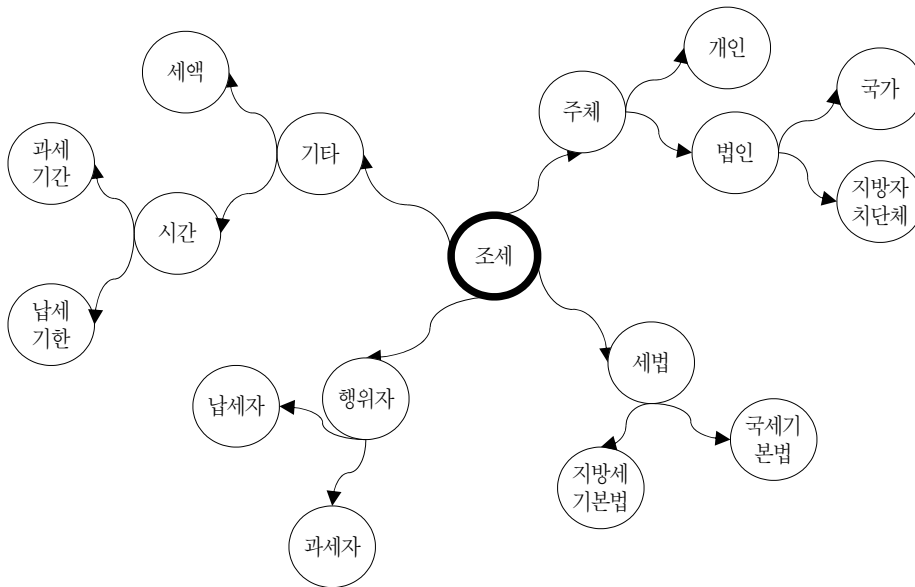 개인
세액
국가
주체
기타
과세
기간
법인
지방자
치단체
시간
조세
납세
기한
세법
행위자
납세자
국세기
본법
지방세
기본법
과세자